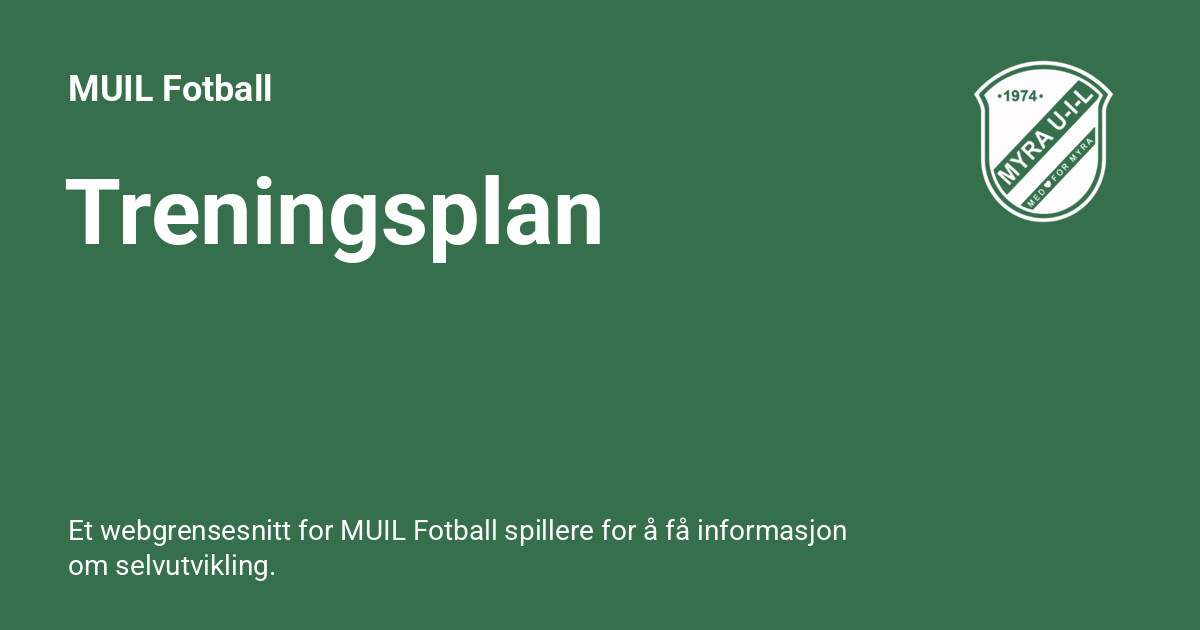 MUIL Fotball
•1974•
MYRA U-I-L
MED♥FOR MYRA
Treningsplan
Et webgrensesnitt for MUIL Fotball spillere for å få informasjon
om selvutvikling.